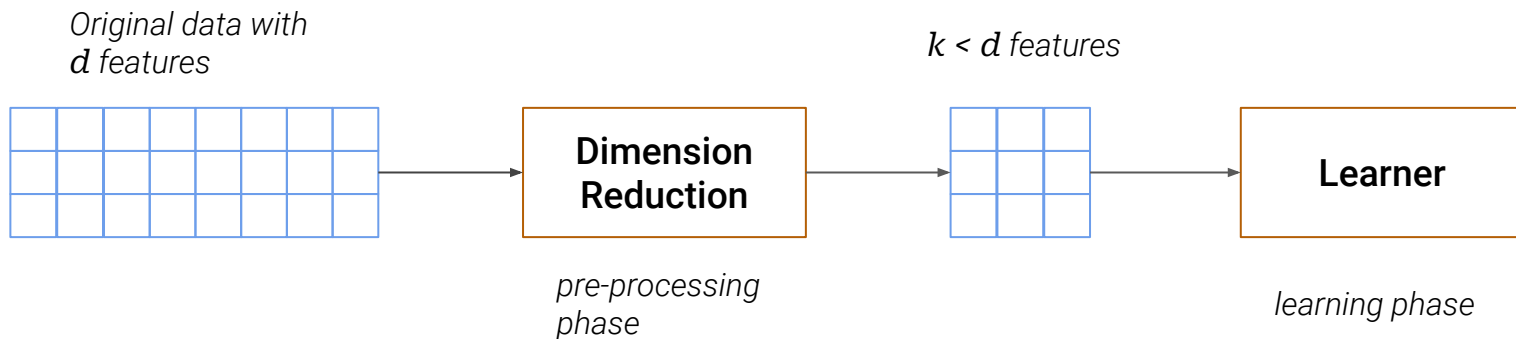 Original data with
d features
k < d features
Dimension
Reduction
Learner
pre-processing
phase
learning phase